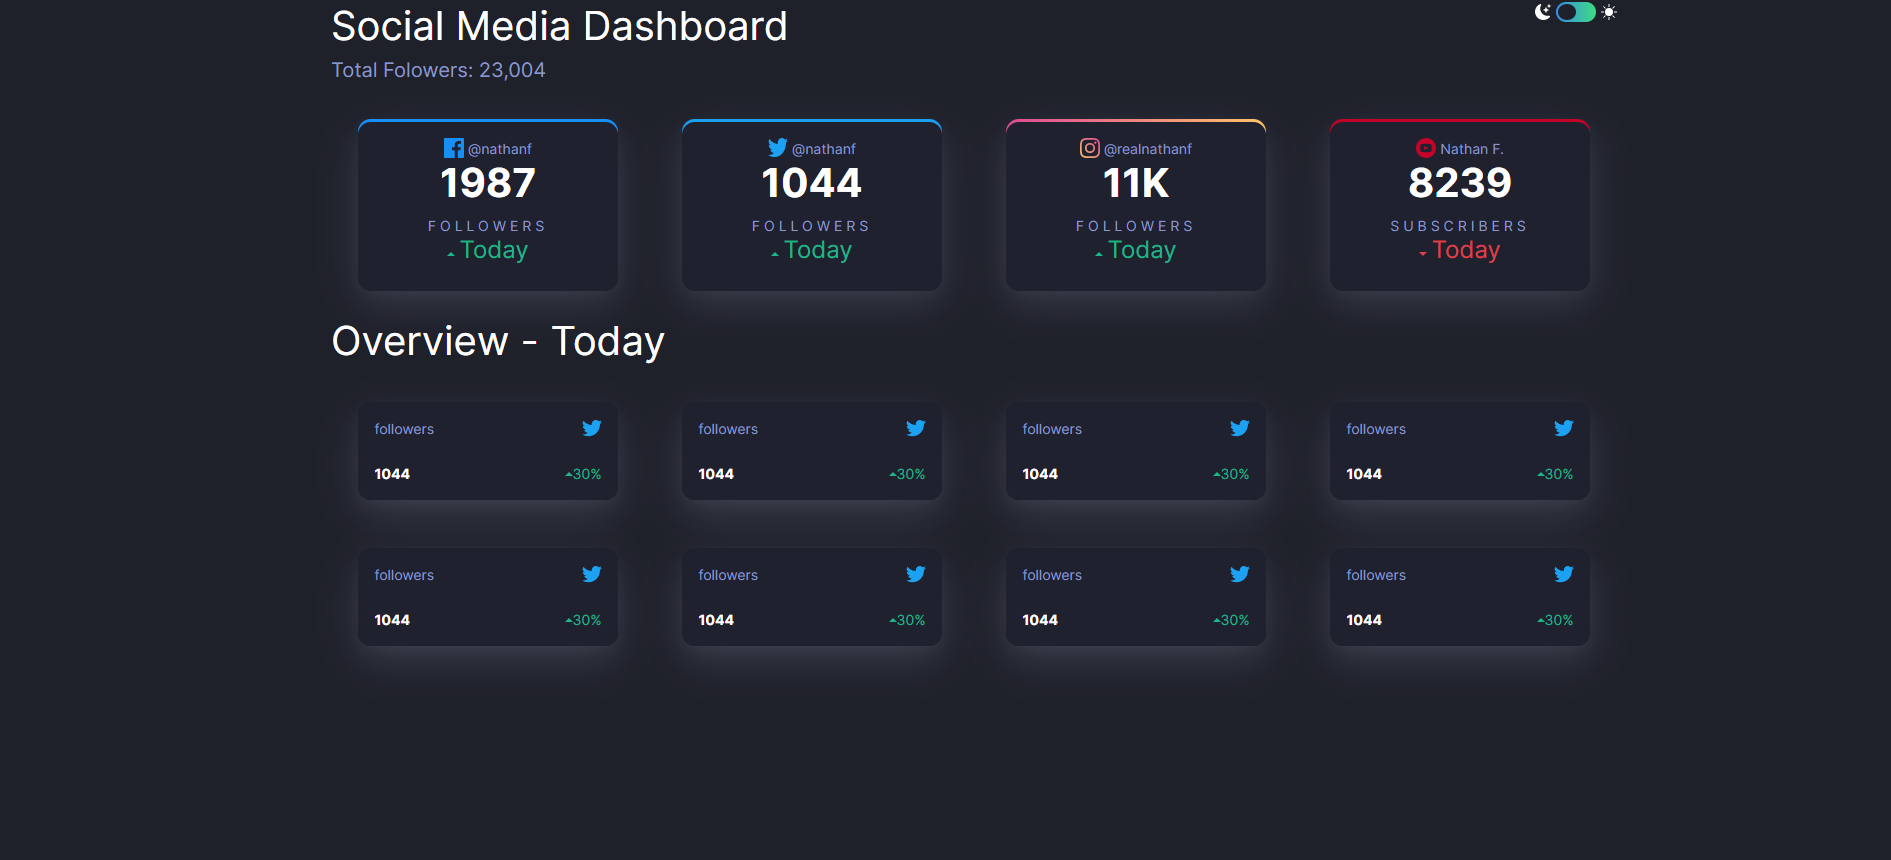 Social Media Dashboard
Total Folowers: 23,004
@nathanf
1987
FOLLOWERS
Today
@nathanf
1044
FOLLOWERS
Today
@realnathanf
11K
FOLLOWERS
Today
Nathan F.
8239
SUBSCRIBERS
Today
Overview - Today
followers
1044
30%
followers
1044
30%
followers
1044
30%
followers
1044
30%
followers
1044
30%
followers
1044
30%
followers
1044
30%
followers
1044
30%